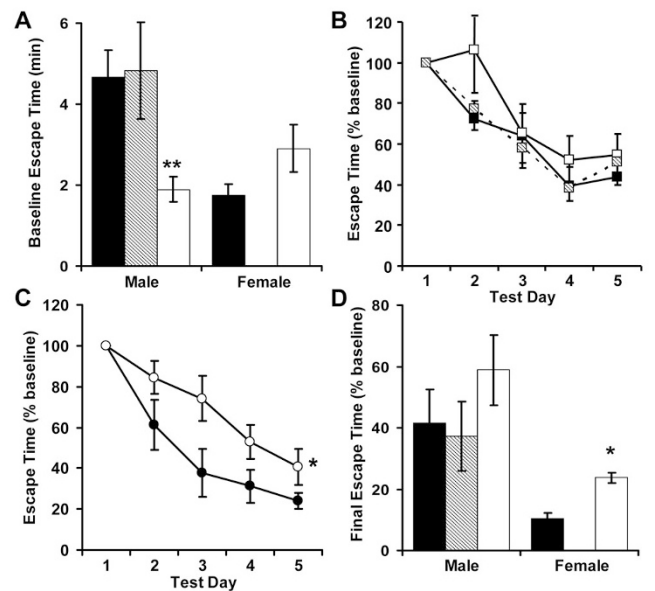 A
Baseline Escape Time (min)
6
4
2
0
**
Male Female
B
Escape Time (% baseline)
120
100
80
60
40
20
0
1 2 3 4 5
Test Day
C
Escape Time (% baseline)
120
100
80
60
40
20
0
*
1 2 3 4 5
Test Day
D
Final Escape Time (% baseline)
80
60
40
20
0
*
Male Female